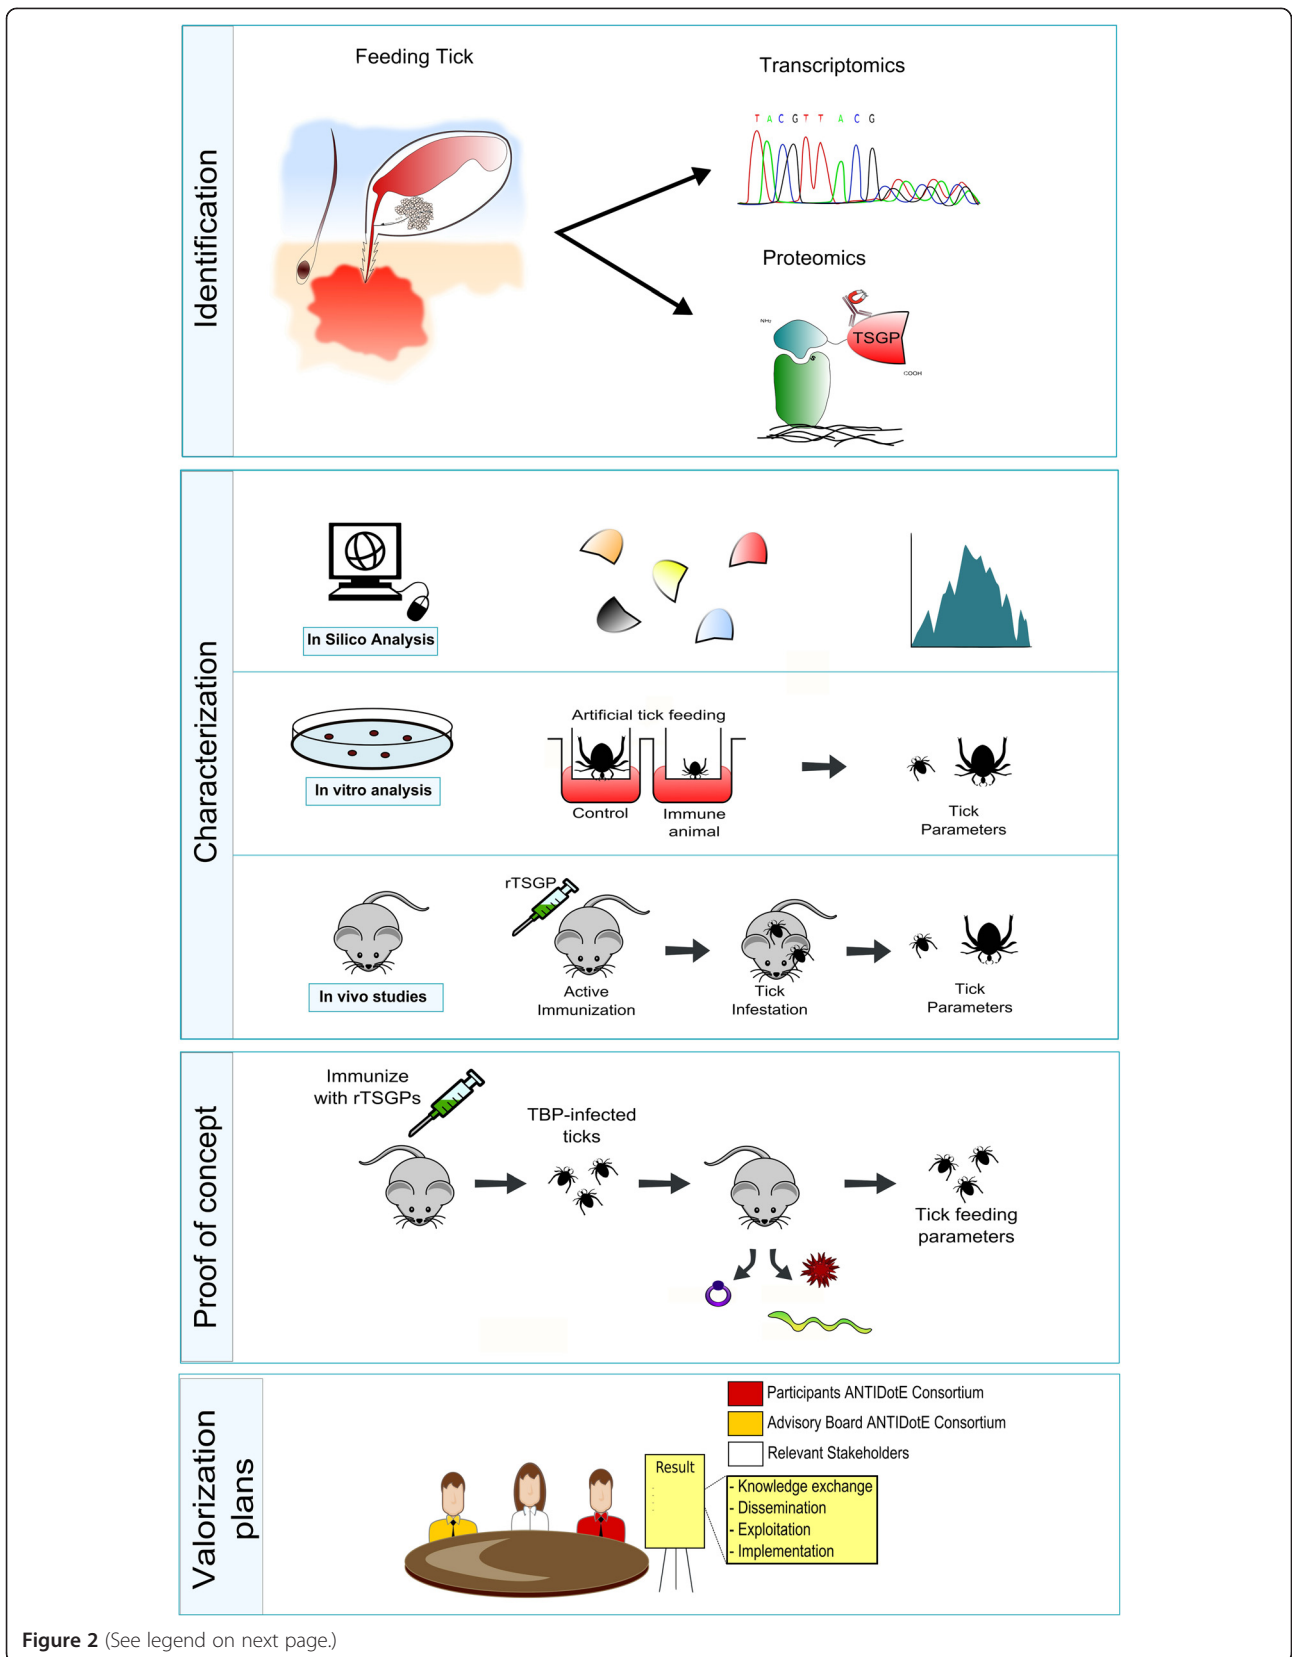 Identification
Feeding Tick
Transcriptomics
T A C G T T A C G
Proteomics
NH2
TSGP
COOH
Characterization
In Silico Analysis
In vitro analysis
Artificial tick feeding
Control
Immune
animal
Tick
Parameters
In vivo studies
rTSGP
Active
Immunization
Tick
Infestation
Tick
Parameters
Proof of concept
Immunize
with rTSGPs
TBP-infected
ticks
Tick feeding
parameters
Valorization
plans
Participants ANTIDotE Consortium
Advisory Board ANTIDotE Consortium
Relevant Stakeholders
Result
- Knowledge exchange
- Dissemination
- Exploitation
- Implementation
Figure 2 (See legend on next page.)